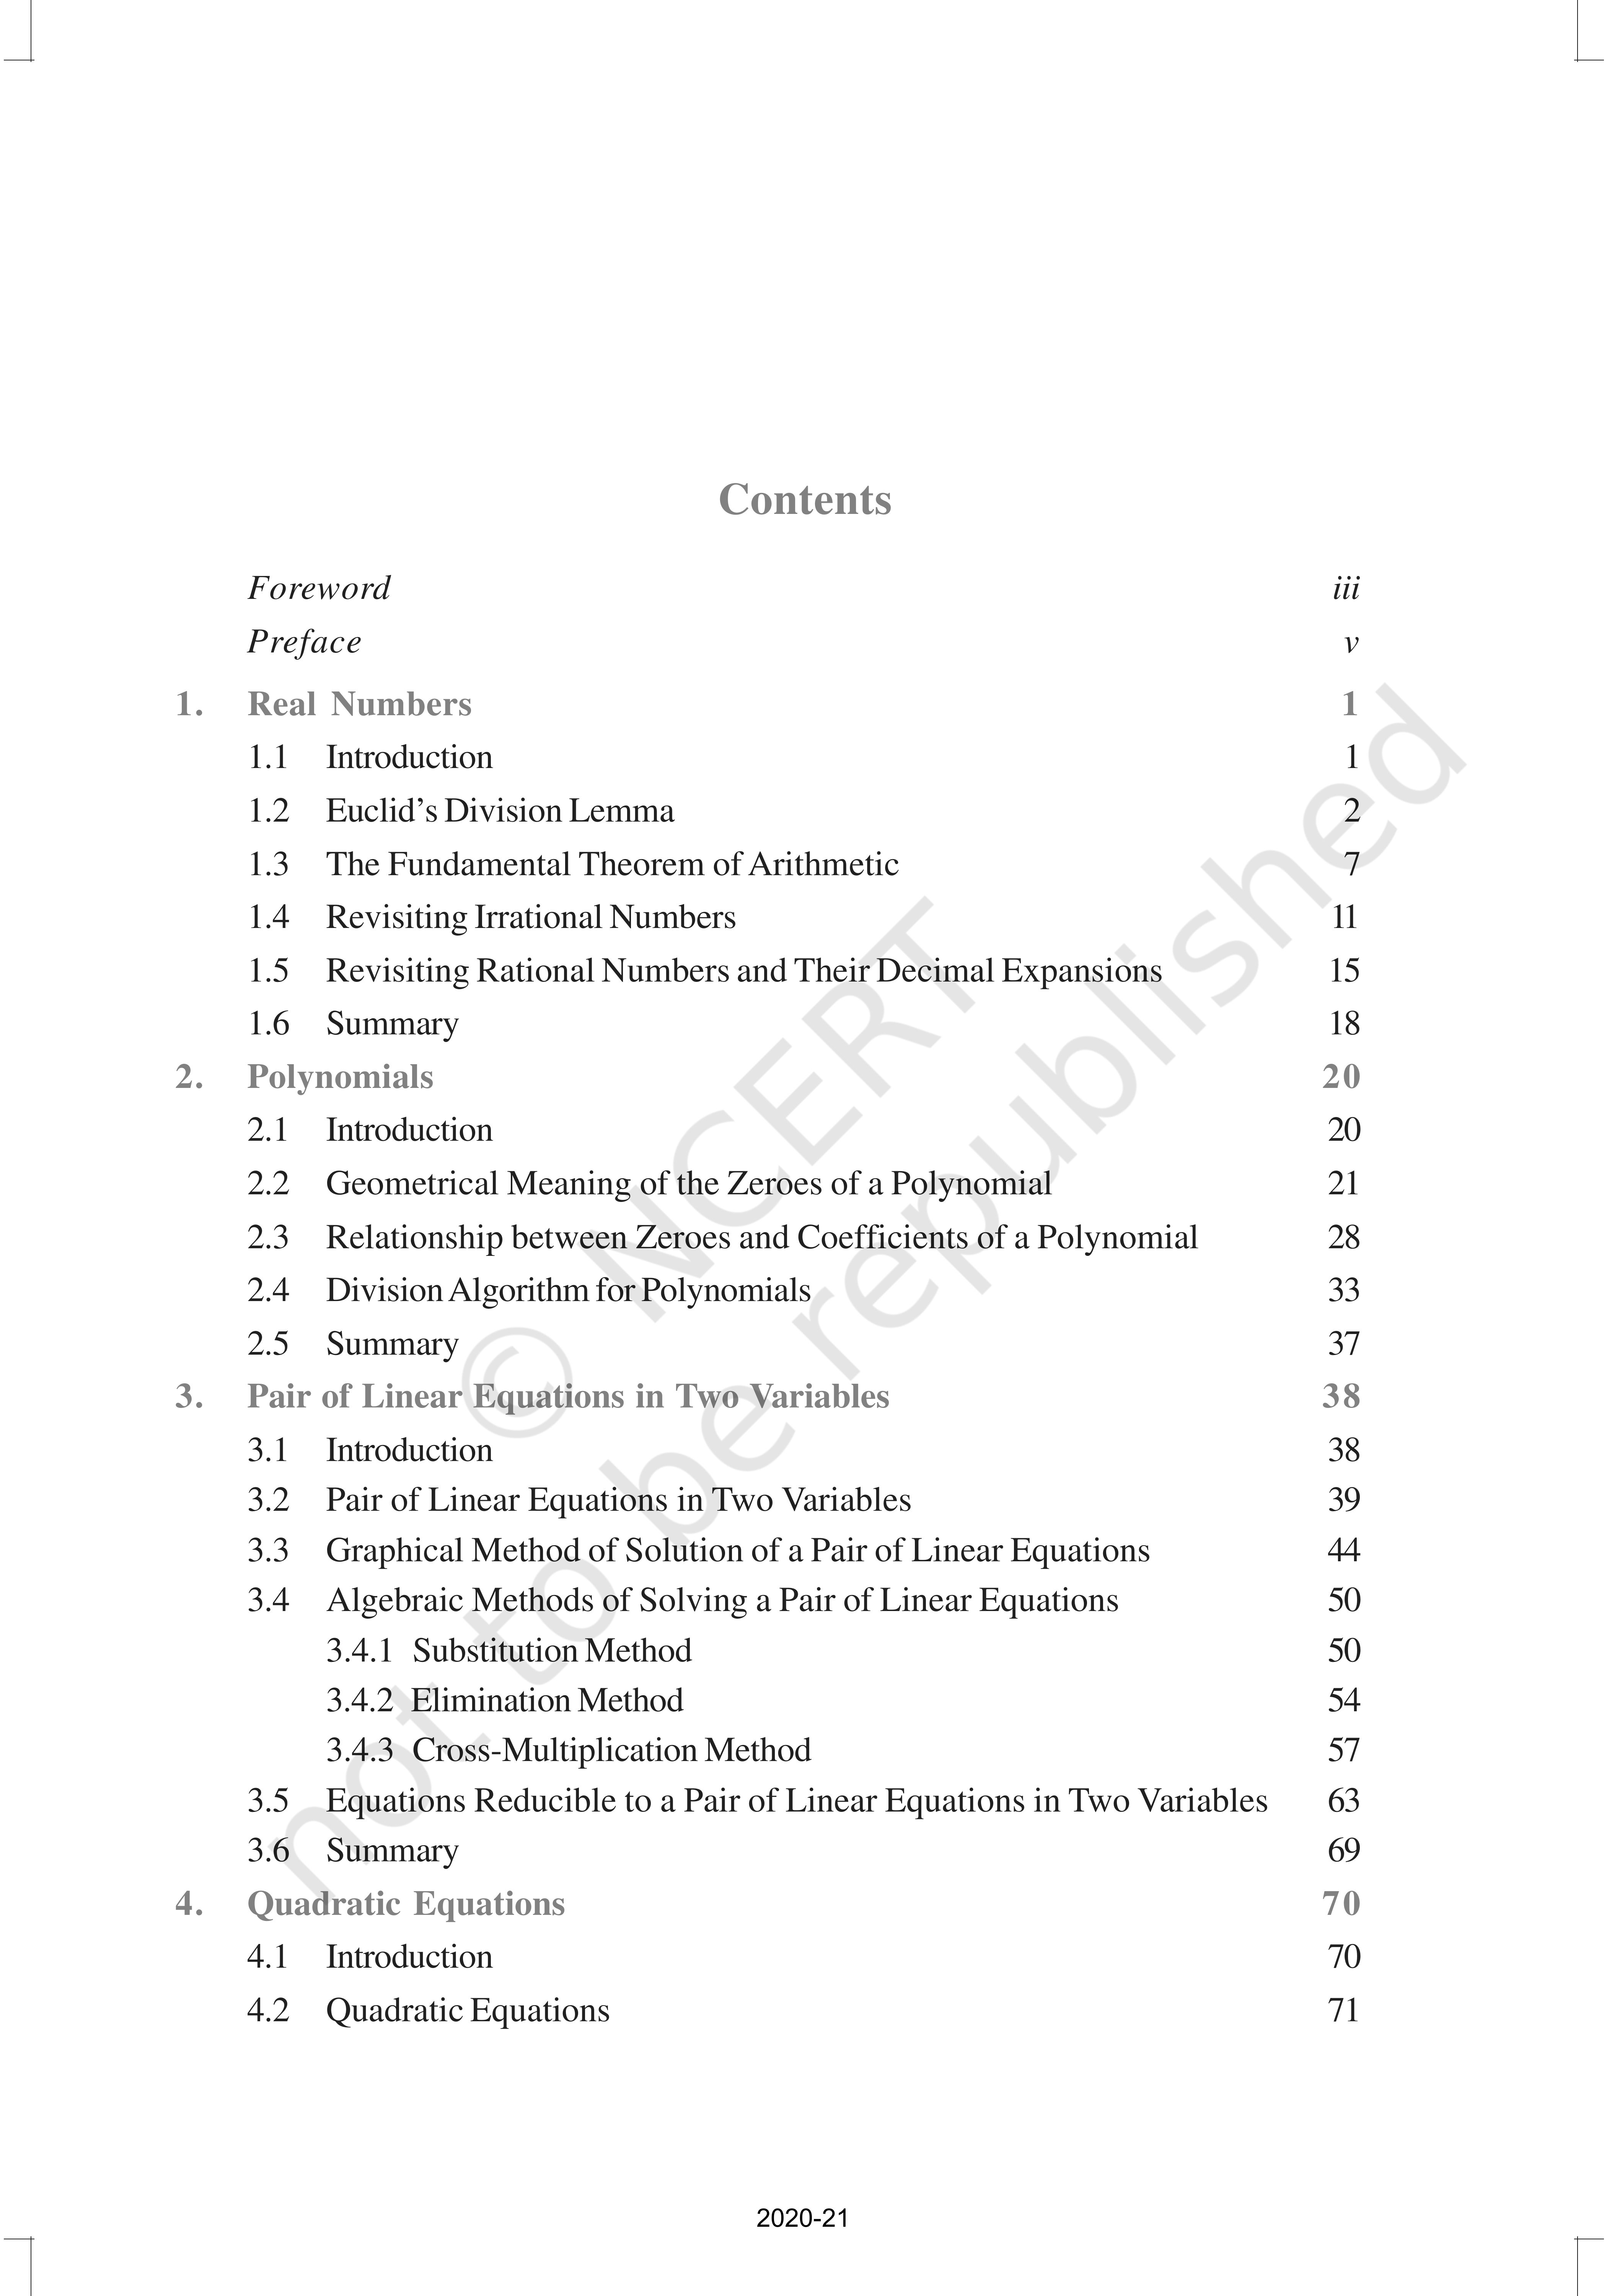 Contents
Foreword iii
Preface v
1. Real Numbers 1
1.1 Introduction 1
1.2 Euclid’s Division Lemma 2
1.3 The Fundamental Theorem of Arithmetic 7
1.4 Revisiting Irrational Numbers 11
1.5 Revisiting Rational Numbers and Their Decimal Expansions 15
1.6 Summary 18
2. Polynomials 20
2.1 Introduction 20
2.2 Geometrical Meaning of the Zeroes of a Polynomial 21
2.3 Relationship between Zeroes and Coefficients of a Polynomial 28
2.4 Division Algorithm for Polynomials 33
2.5 Summary 37
3. Pair of Linear Equations in Two Variables 38
3.1 Introduction 38
3.2 Pair of Linear Equations in Two Variables 39
3.3 Graphical Method of Solution of a Pair of Linear Equations 44
3.4 Algebraic Methods of Solving a Pair of Linear Equations 50
3.4.1 Substitution Method 50
3.4.2 Elimination Method 54
3.4.3 Cross-Multiplication Method 57
3.5 Equations Reducible to a Pair of Linear Equations in Two Variables 63
3.6 Summary 69
4. Quadratic Equations 70
4.1 Introduction 70
4.2 Quadratic Equations 71
2020-21
© NCERT
not to be republished